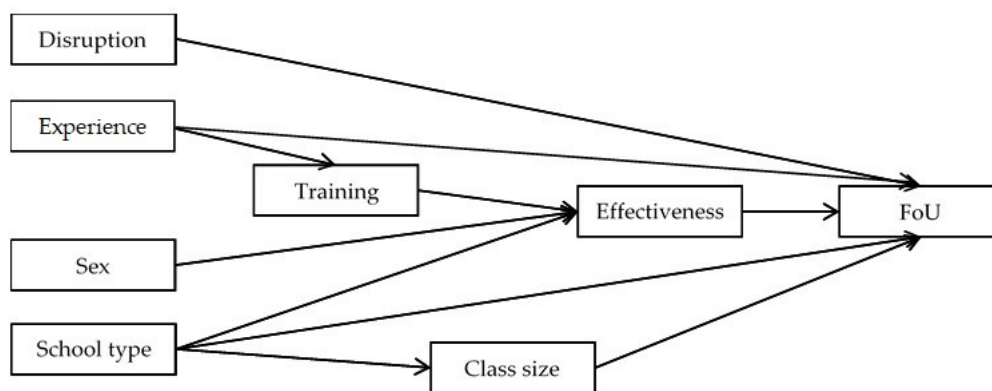 Disruption
Experience
Training
Effectiveness
FoU
Sex
School type
Class size